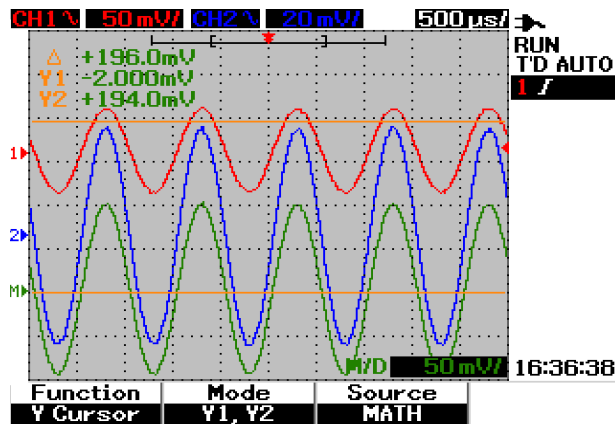 CH1 ∿ 50mV/ CH2 ∿ 20mV/ 500µs/
RUN
T'D AUTO
1
Δ +196.0mV
Y1 -2.000mV
Y2 +194.0mV
1
2
M
M/D 50mV/
16:36:38
Function Mode Source
Y Cursor Y1, Y2 MATH